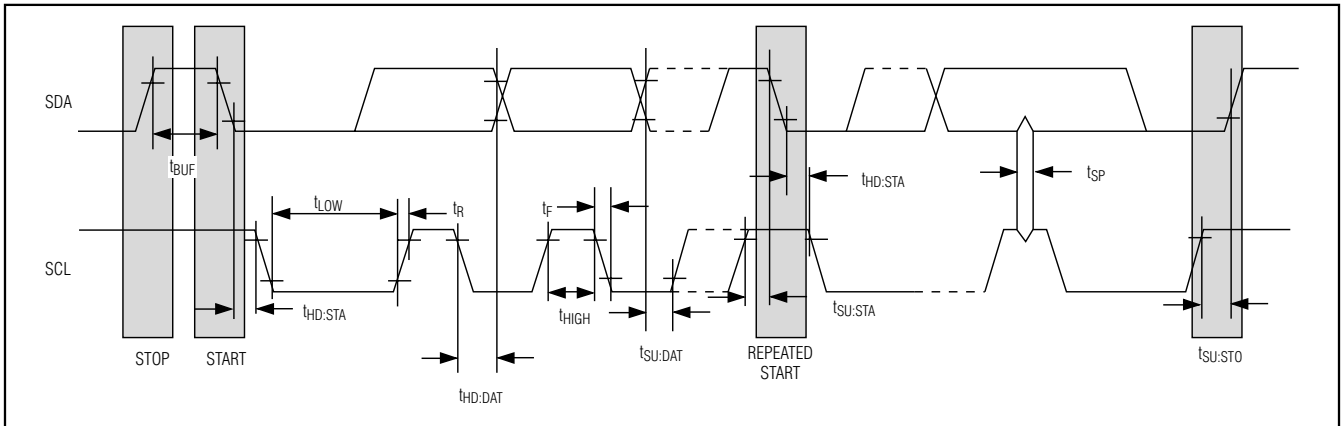 SDA
tBUF
tHD:STA
tSP
tLOW
tR
tF
SCL
tHD:STA
tHIGH
tSU:STA
STOP
START
tSU:DAT
REPEATED
START
tSU:STO
tHD:DAT